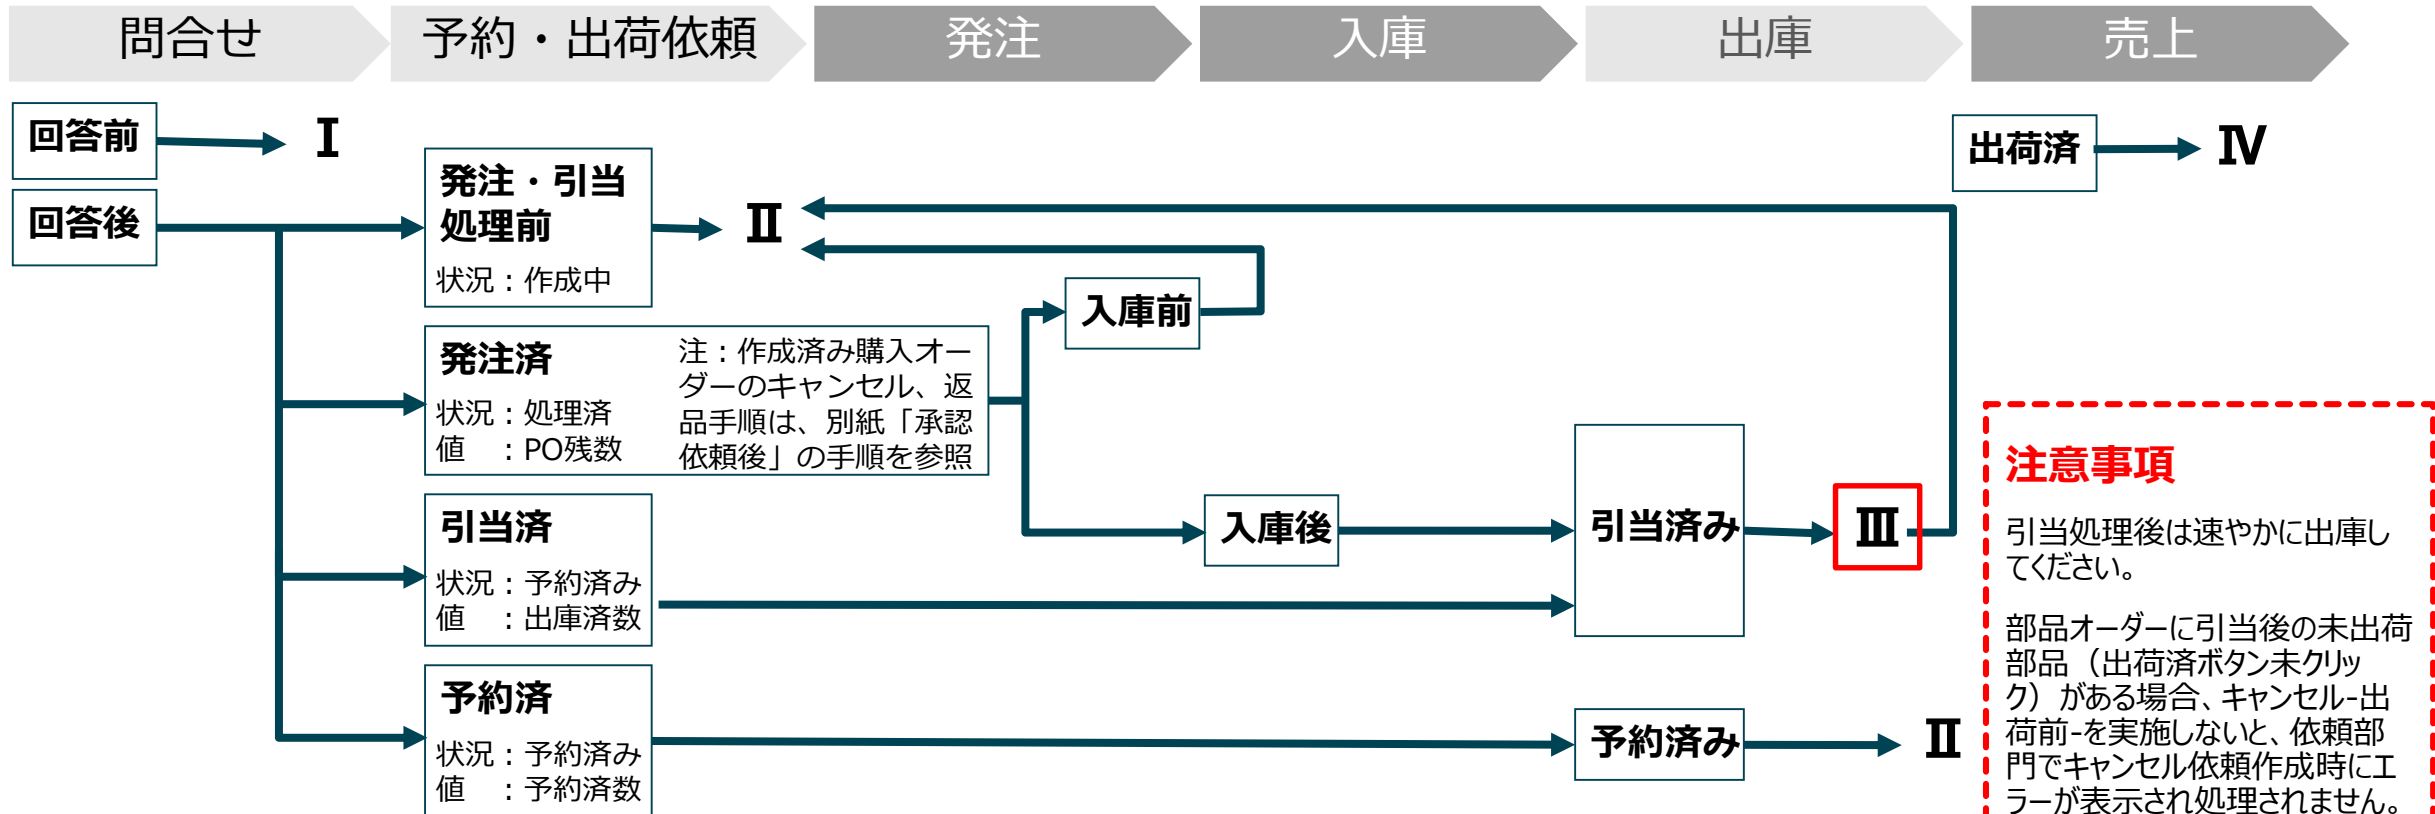 問合せ
予約・出荷依頼
発注
入庫
出庫
売上
回答前
Ⅰ
回答後
発注・引当
処理前
状況：作成中
Ⅱ
出荷済
Ⅳ
入庫前
発注済
状況：処理済
値　：PO残数
注：作成済み購入オー
ダーのキャンセル、返
品手順は、別紙「承認
依頼後」の手順を参照
引当済
状況：予約済み
値　：出庫済数
入庫後
引当済み
Ⅲ
予約済
状況：予約済み
値　：予約済数
予約済み
Ⅱ
注意事項
引当処理後は速やかに出庫し
てください。
部品オーダーに引当後の未出荷
部品（出荷済ボタン未クリッ
ク）がある場合、キャンセル-出
荷前-を実施しないと、依頼部
門でキャンセル依頼作成時にエ
ラーが表示され処理されません。